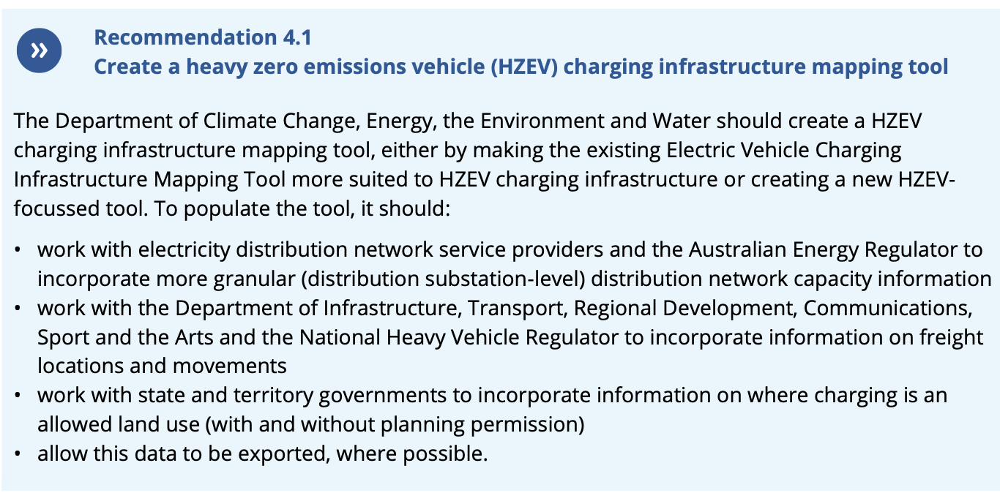 Recommendation 4.1
Create a heavy zero emissions vehicle (HZEV) charging infrastructure mapping tool
The Department of Climate Change, Energy, the Environment and Water should create a HZEV
charging infrastructure mapping tool, either by making the existing Electric Vehicle Charging
Infrastructure Mapping Tool more suited to HZEV charging infrastructure or creating a new HZEV-
focussed tool. To populate the tool, it should:
• work with electricity distribution network service providers and the Australian Energy Regulator to
incorporate more granular (distribution substation-level) distribution network capacity information
• work with the Department of Infrastructure, Transport, Regional Development, Communications,
Sport and the Arts and the National Heavy Vehicle Regulator to incorporate information on freight
locations and movements
• work with state and territory governments to incorporate information on where charging is an
allowed land use (with and without planning permission)
• allow this data to be exported, where possible.